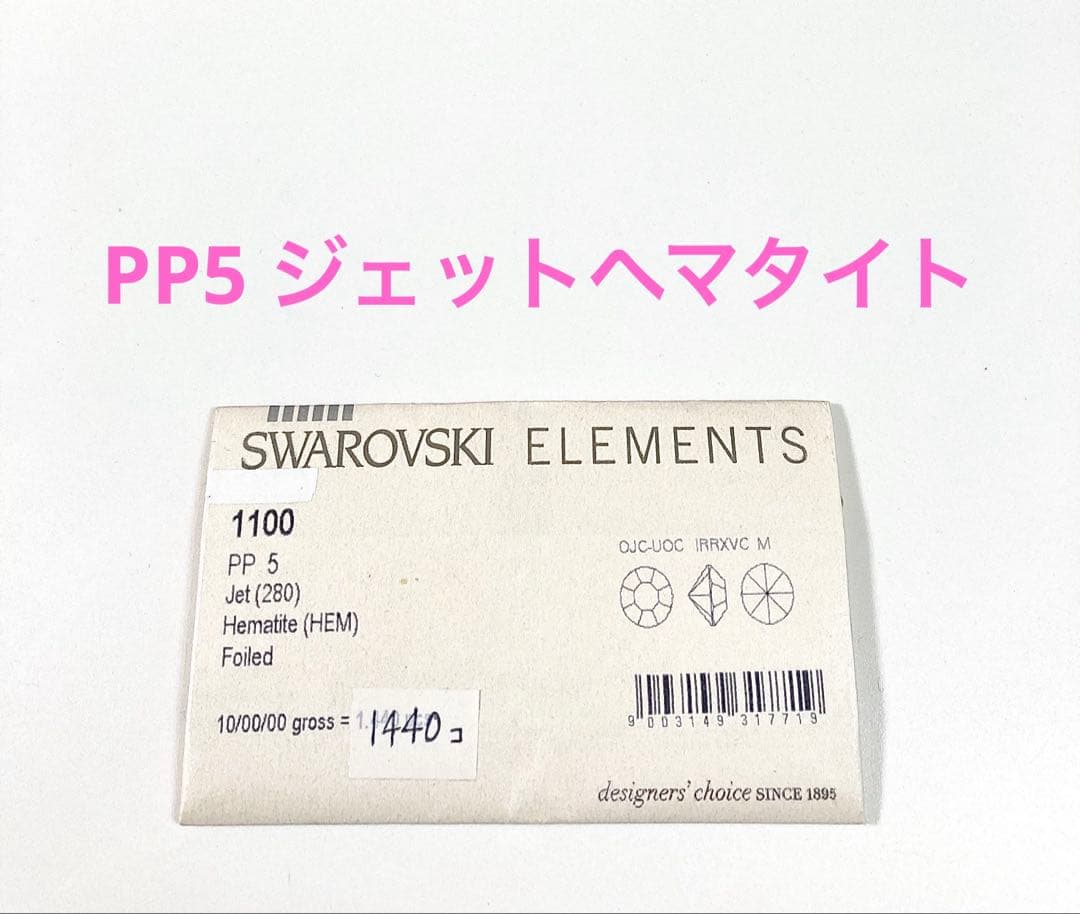 PP5 ジェットヘマタイト
SWAROVSKI ELEMENTS
1100
PP 5
Jet (280)
Hematite (HEM)
Foiled
10/00/00 gross = 1440コ
OJC-UOC IRRXVC M
9 003149 317719
designers' choice SINCE 1895